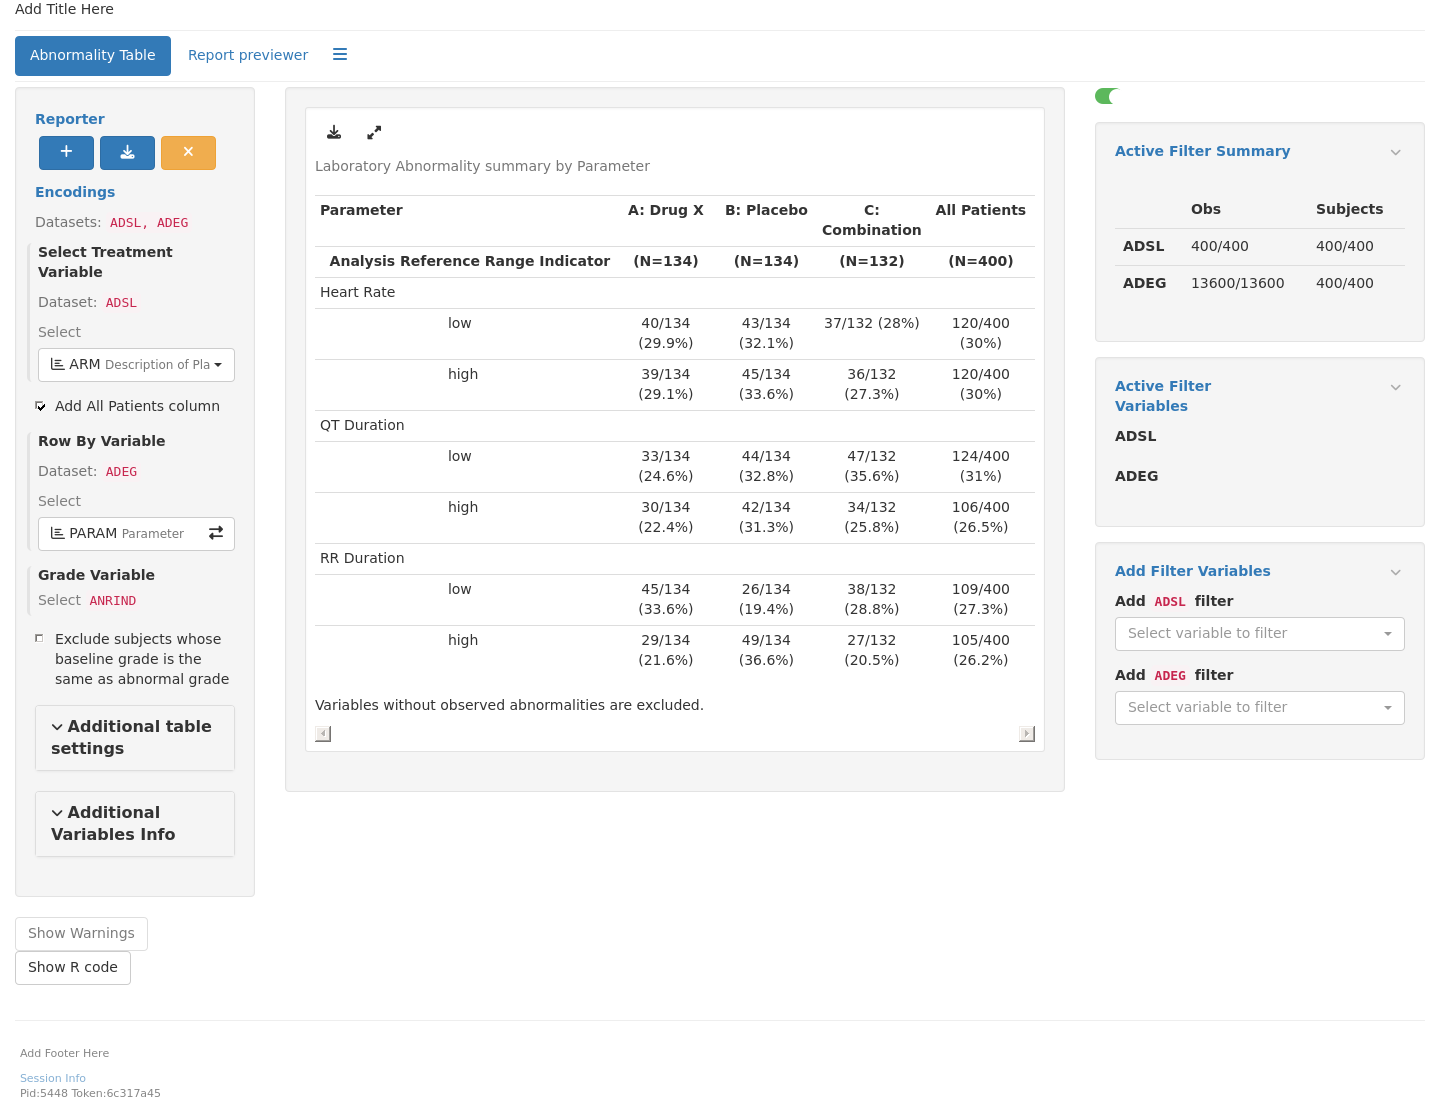 Add Title Here
Abnormality Table
Report previewer
Reporter
Encodings
Datasets: ADSL, ADEG
Select Treatment
Variable
Dataset: ADSL
Select
ARM Description of Pla
Add All Patients column
Row By Variable
Dataset: ADEG
Select
PARAM Parameter
Grade Variable
Select ANRIND
Exclude subjects whose
baseline grade is the
same as abnormal grade
Additional table
settings
Additional
Variables Info
Show Warnings
Show R code
Laboratory Abnormality summary by Parameter
Parameter A: Drug X B: Placebo C: All Patients
Combination
Analysis Reference Range Indicator (N=134) (N=134) (N=132) (N=400)
Heart Rate
low 40/134 43/134 37/132 (28%) 120/400
(29.9%) (32.1%) (30%)
high 39/134 45/134 36/132 120/400
(29.1%) (33.6%) (27.3%) (30%)
QT Duration
low 33/134 44/134 47/132 124/400
(24.6%) (32.8%) (35.6%) (31%)
high 30/134 42/134 34/132 106/400
(22.4%) (31.3%) (25.8%) (26.5%)
RR Duration
low 45/134 26/134 38/132 109/400
(33.6%) (19.4%) (28.8%) (27.3%)
high 29/134 49/134 27/132 105/400
(21.6%) (36.6%) (20.5%) (26.2%)
Variables without observed abnormalities are excluded.
Active Filter Summary
Obs Subjects
ADSL 400/400 400/400
ADEG 13600/13600 400/400
Active Filter
Variables
ADSL
ADEG
Add Filter Variables
Add ADSL filter
Select variable to filter
Add ADEG filter
Select variable to filter
Add Footer Here
Session Info
Pid:5448 Token:6c317a45